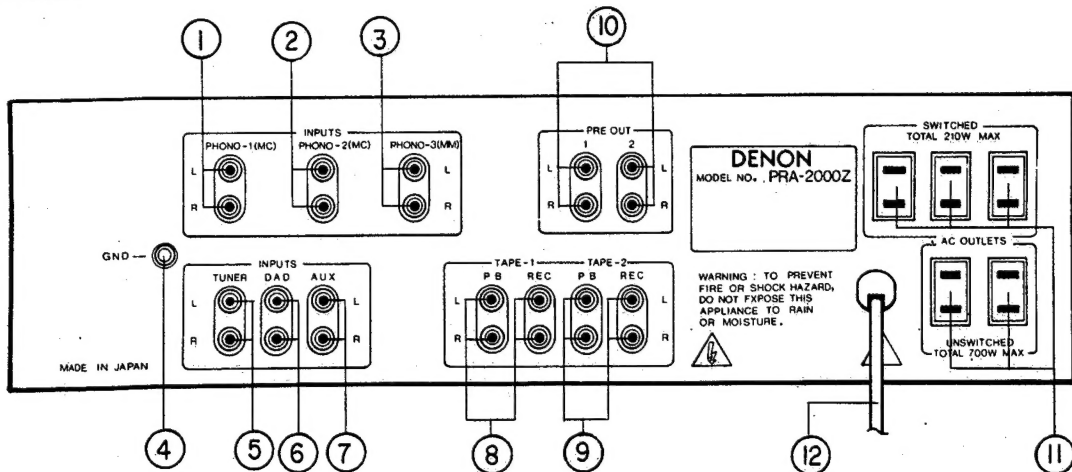 1 2 3 10
INPUTS
PHONO-1(MC) PHONO-2(MC) PHONO-3(MM)
L L
R R
PRE OUT
1 2
L
R
DENON
MODEL NO. PRA-2000Z
SWITCHED
TOTAL 210W MAX
AC OUTLETS
UNSWITCHED
TOTAL 700W MAX
GND
INPUTS
TUNER DAD AUX
L L
R R
TAPE-1 TAPE-2
PB REC PB REC
L L
R R
WARNING : TO PREVENT
FIRE OR SHOCK HAZARD,
DO NOT EXPOSE THIS
APPLIANCE TO RAIN
OR MOISTURE.
MADE IN JAPAN
4 5 6 7 8 9 12 11